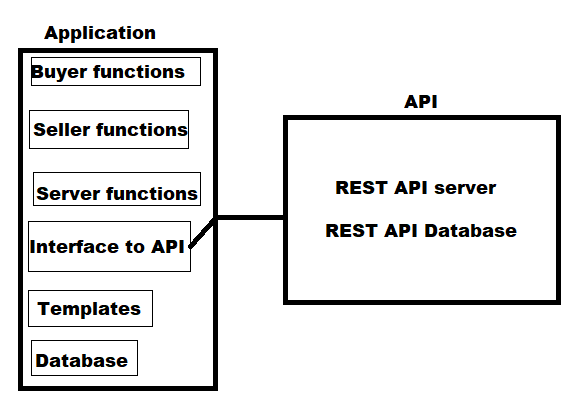 Application
Buyer functions
Seller functions
Server functions
Interface to API
Templates
Database
API
REST API server
REST API Database